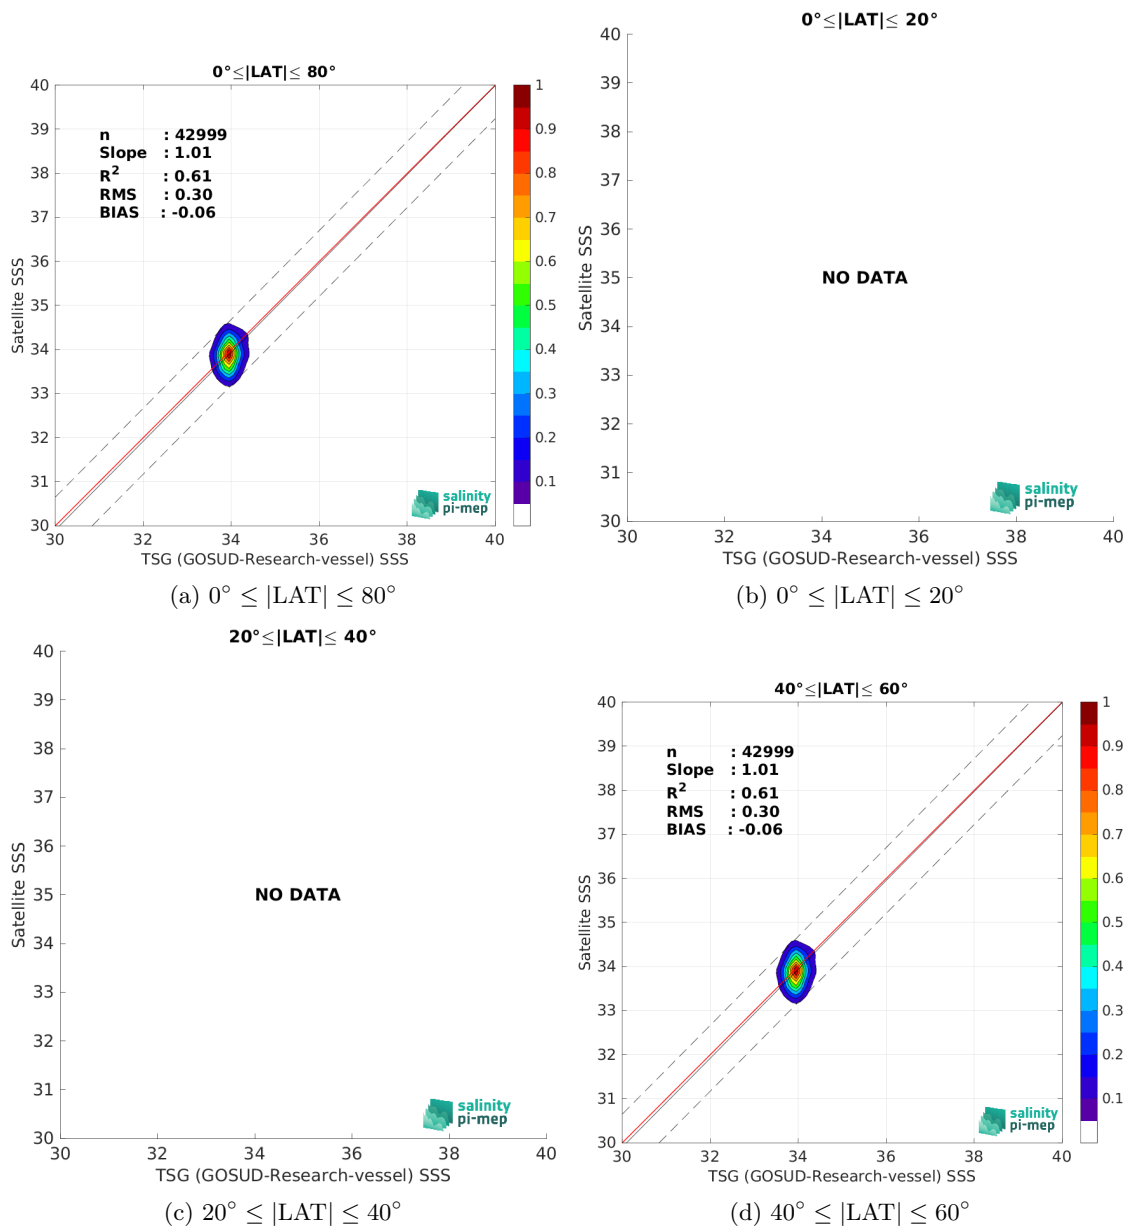 0°≤|LAT|≤ 80°
40
39
38
37
36
35
34
33
32
31
30
Satellite SSS
n : 42999
Slope : 1.01
R² : 0.61
RMS : 0.30
BIAS : -0.06
salinity
pi-mep
30 32 34 36 38 40
TSG (GOSUD-Research-vessel) SSS
1
0.9
0.8
0.7
0.6
0.5
0.4
0.3
0.2
0.1
(a) 0° ≤ |LAT| ≤ 80°
0°≤|LAT|≤ 20°
40
39
38
37
36
35
34
33
32
31
30
Satellite SSS
NO DATA
salinity
pi-mep
30 32 34 36 38 40
TSG (GOSUD-Research-vessel) SSS
(b) 0° ≤ |LAT| ≤ 20°
20°≤|LAT|≤ 40°
40
39
38
37
36
35
34
33
32
31
30
Satellite SSS
NO DATA
salinity
pi-mep
30 32 34 36 38 40
TSG (GOSUD-Research-vessel) SSS
(c) 20° ≤ |LAT| ≤ 40°
40°≤|LAT|≤ 60°
40
39
38
37
36
35
34
33
32
31
30
Satellite SSS
n : 42999
Slope : 1.01
R² : 0.61
RMS : 0.30
BIAS : -0.06
salinity
pi-mep
30 32 34 36 38 40
TSG (GOSUD-Research-vessel) SSS
1
0.9
0.8
0.7
0.6
0.5
0.4
0.3
0.2
0.1
(d) 40° ≤ |LAT| ≤ 60°